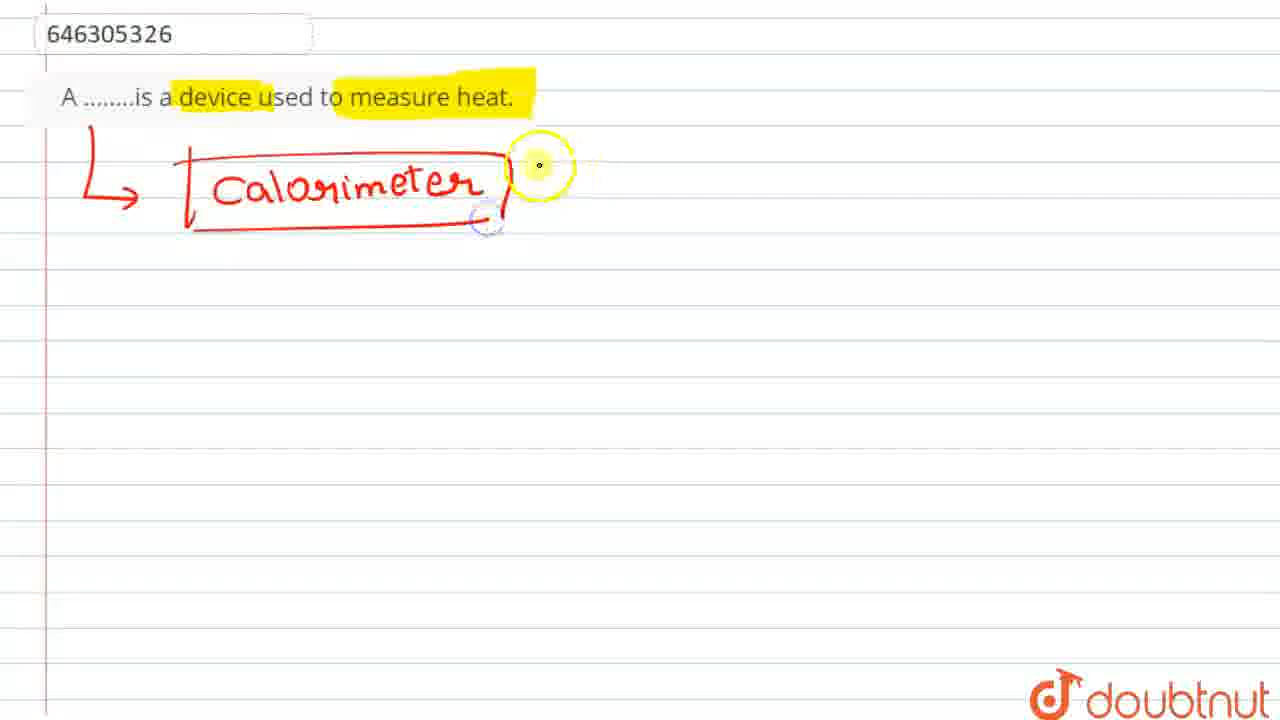 646305326
A ........is a device used to measure heat.
Calorimeter
doubtnut